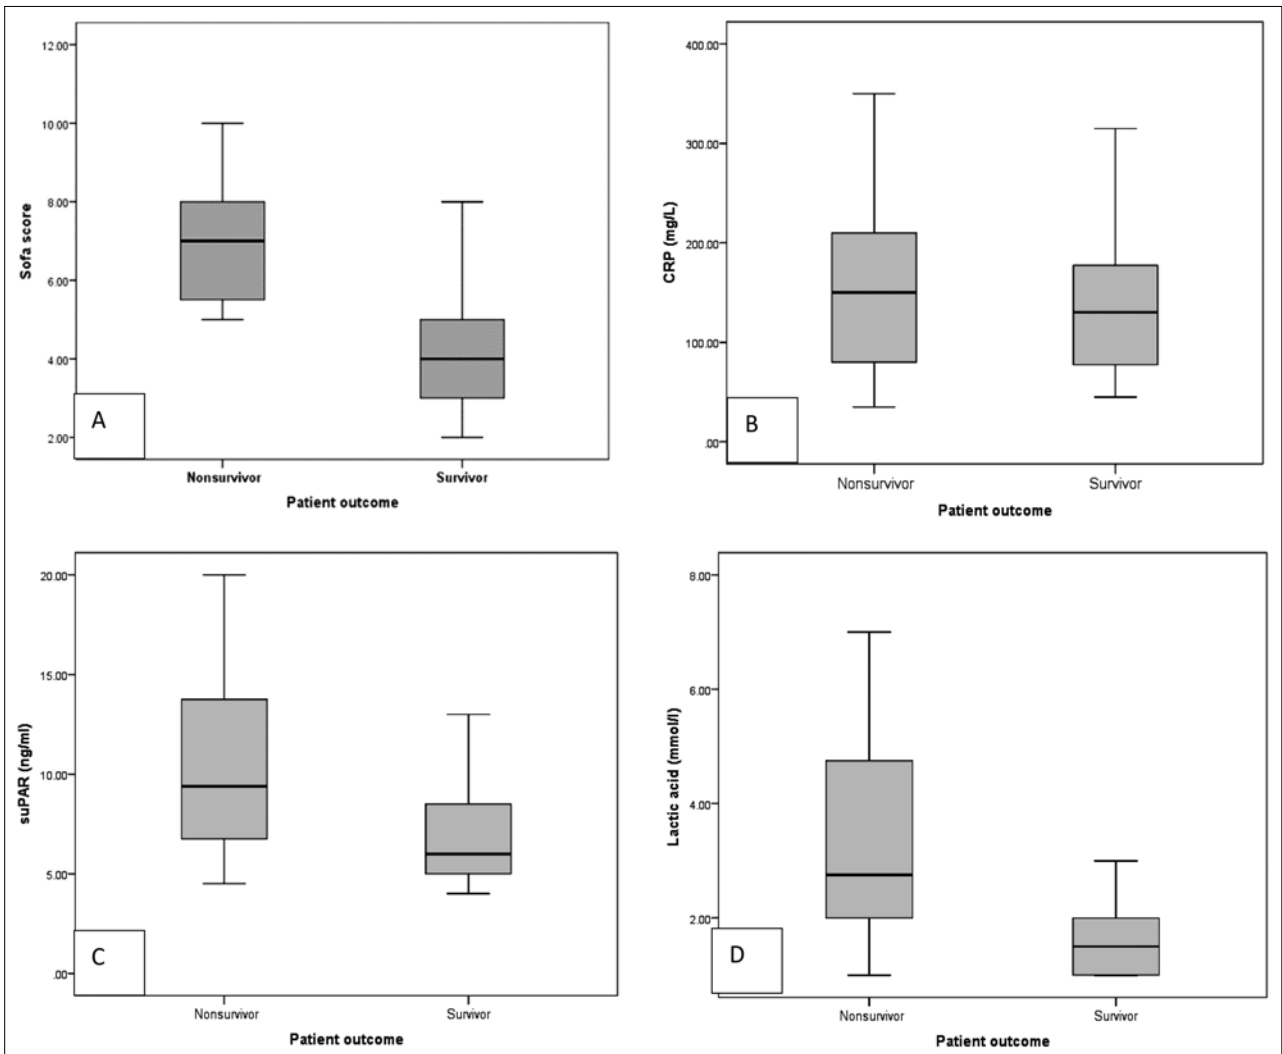 12.00
10.00
8.00
6.00
4.00
2.00
Sofa score
A
Nonsurvivor Survivor
Patient outcome
400.00
300.00
200.00
100.00
.00
CRP (mg/L)
B
Nonsurvivor Survivor
Patient outcome
20.00
15.00
10.00
5.00
.00
suPAR (ng/ml)
C
Nonsurvivor Survivor
Patient outcome
8.00
6.00
4.00
2.00
Lactic acid (mmol/l)
D
Nonsurvivor Survivor
Patient outcome